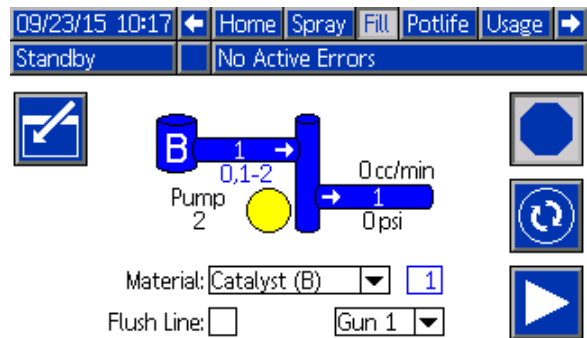 09/23/15 10:17 Home Spray Fill Potlife Usage
Standby No Active Errors
B 1
0,1-2
0 cc/min
Pump
2
1
0 psi
Material: Catalyst (B) 1
Flush Line: Gun 1